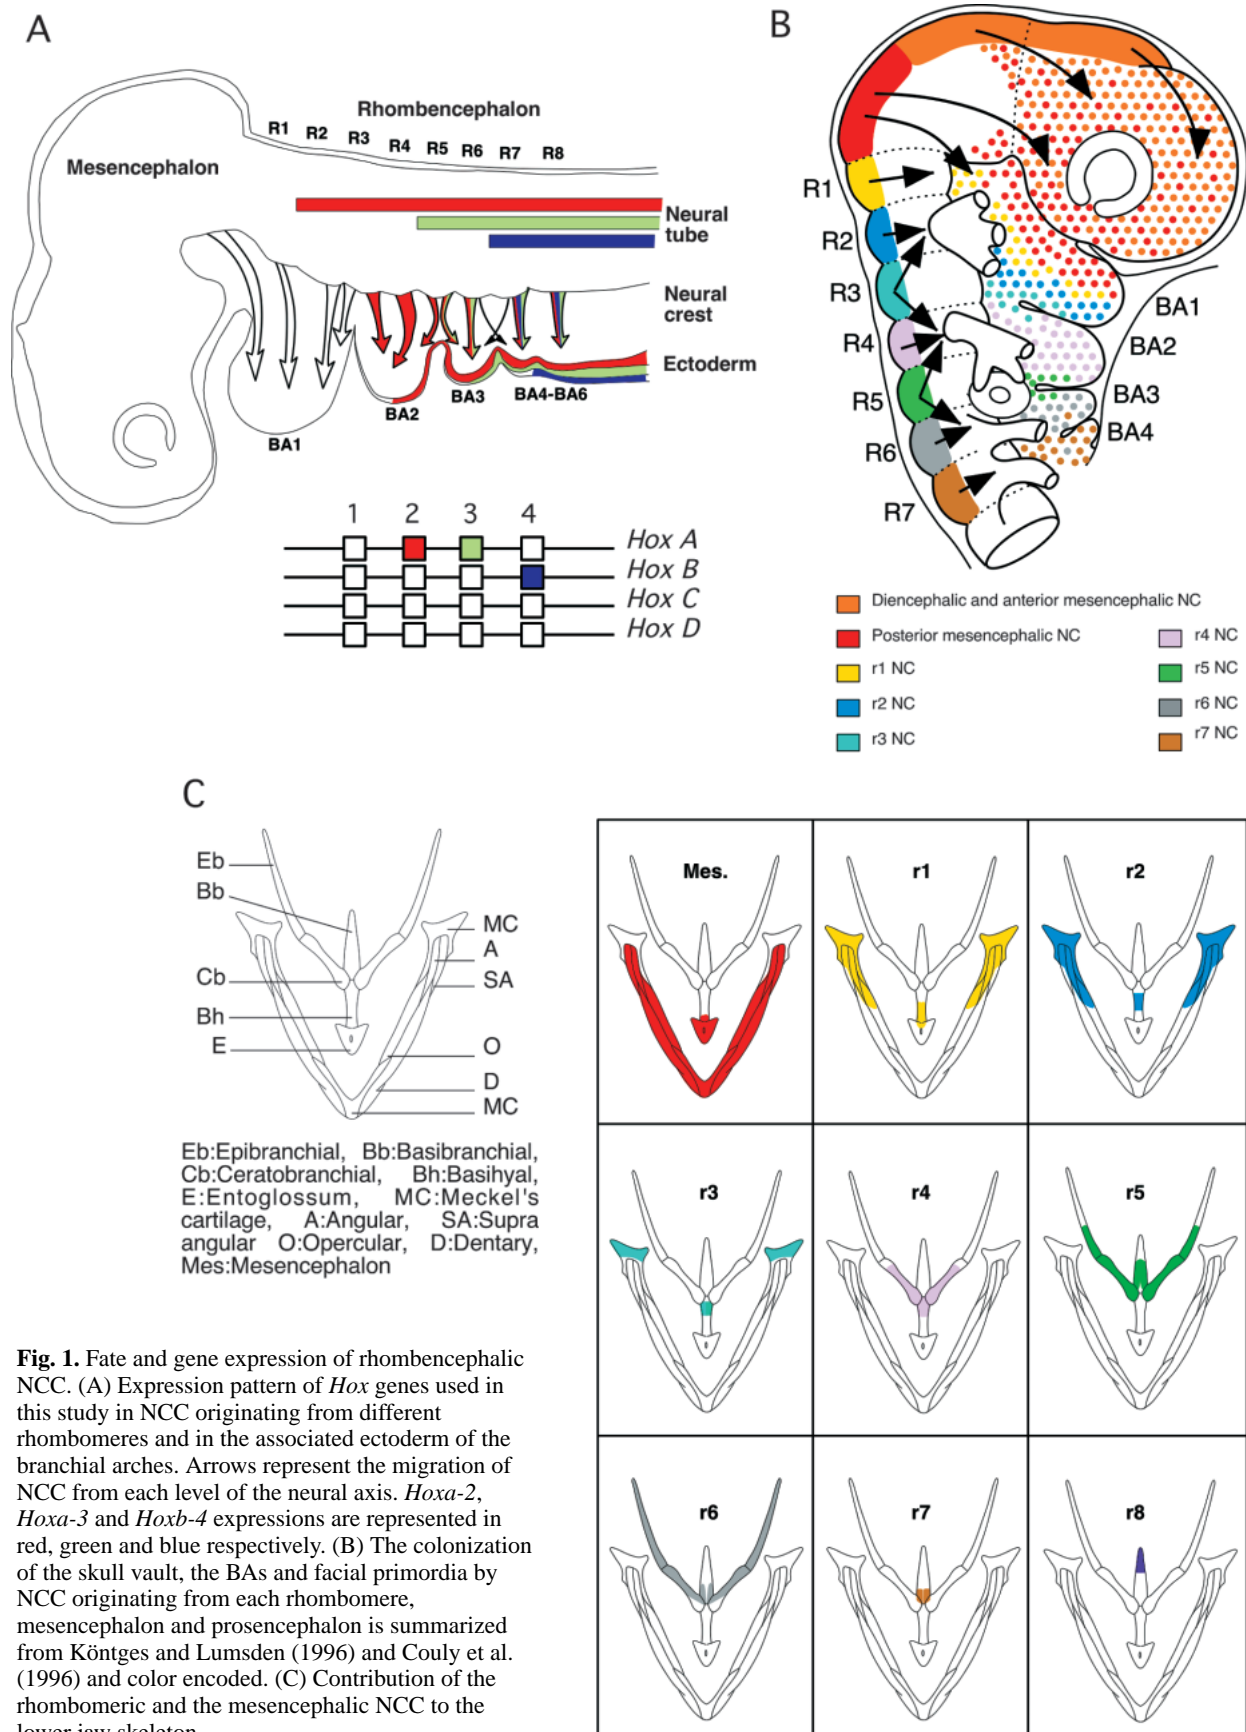 A
Rhombencephalon
R1 R2 R3 R4 R5 R6 R7 R8
Mesencephalon
Neural
tube
Neural
crest
Ectoderm
BA1
BA2
BA3
BA4-BA6
1 2 3 4
Hox A
Hox B
Hox C
Hox D
B
R1
R2
R3
R4
R5
R6
R7
BA1
BA2
BA3
BA4
Diencephalic and anterior mesencephalic NC
Posterior mesencephalic NC
r1 NC
r2 NC
r3 NC
r4 NC
r5 NC
r6 NC
r7 NC
C
Eb
Bb
Cb
Bh
E
MC
A
SA
O
D
MC
Eb:Epibranchial, Bb:Basibranchial,
Cb:Ceratobranchial, Bh:Basihyal,
E:Entoglossum, MC:Meckel's
cartilage, A:Angular, SA:Supra
angular O:Opercular, D:Dentary,
Mes:Mesencephalon
Mes.
r1
r2
r3
r4
r5
r6
r7
r8
Fig. 1. Fate and gene expression of rhombencephalic
NCC. (A) Expression pattern of Hox genes used in
this study in NCC originating from different
rhombomeres and in the associated ectoderm of the
branchial arches. Arrows represent the migration of
NCC from each level of the neural axis. Hoxa-2,
Hoxa-3 and Hoxb-4 expressions are represented in
red, green and blue respectively. (B) The colonization
of the skull vault, the BAs and facial primordia by
NCC originating from each rhombomere,
mesencephalon and prosencephalon is summarized
from Köntges and Lumsden (1996) and Couly et al.
(1996) and color encoded. (C) Contribution of the
rhombomeric and the mesencephalic NCC to the
lower jaw skeleton